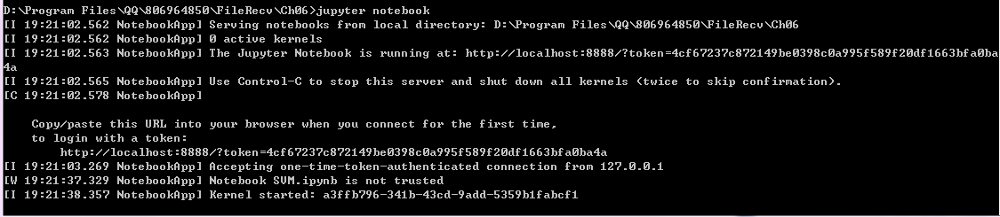 D:\Program Files\QQ\806964850\FileRecv\Ch06>jupyter notebook
[I 19:21:02.562 NotebookApp] Serving notebooks from local directory: D:\Program Files\QQ\806964850\FileRecv\Ch06
[I 19:21:02.562 NotebookApp] 0 active kernels
[I 19:21:02.563 NotebookApp] The Jupyter Notebook is running at: http://localhost:8888/?token=4cf67237c872149be0398c0a995f589f20df1663bfa0ba
4a
[I 19:21:02.565 NotebookApp] Use Control-C to stop this server and shut down all kernels (twice to skip confirmation).
[C 19:21:02.578 NotebookApp]
Copy/paste this URL into your browser when you connect for the first time,
to login with a token:
http://localhost:8888/?token=4cf67237c872149be0398c0a995f589f20df1663bfa0ba4a
[I 19:21:03.269 NotebookApp] Accepting one-time-token-authenticated connection from 127.0.0.1
[W 19:21:37.329 NotebookApp] Notebook SVM.ipynb is not trusted
[I 19:21:38.357 NotebookApp] Kernel started: a3ffb796-341b-43cd-9add-5359b1fabcf1